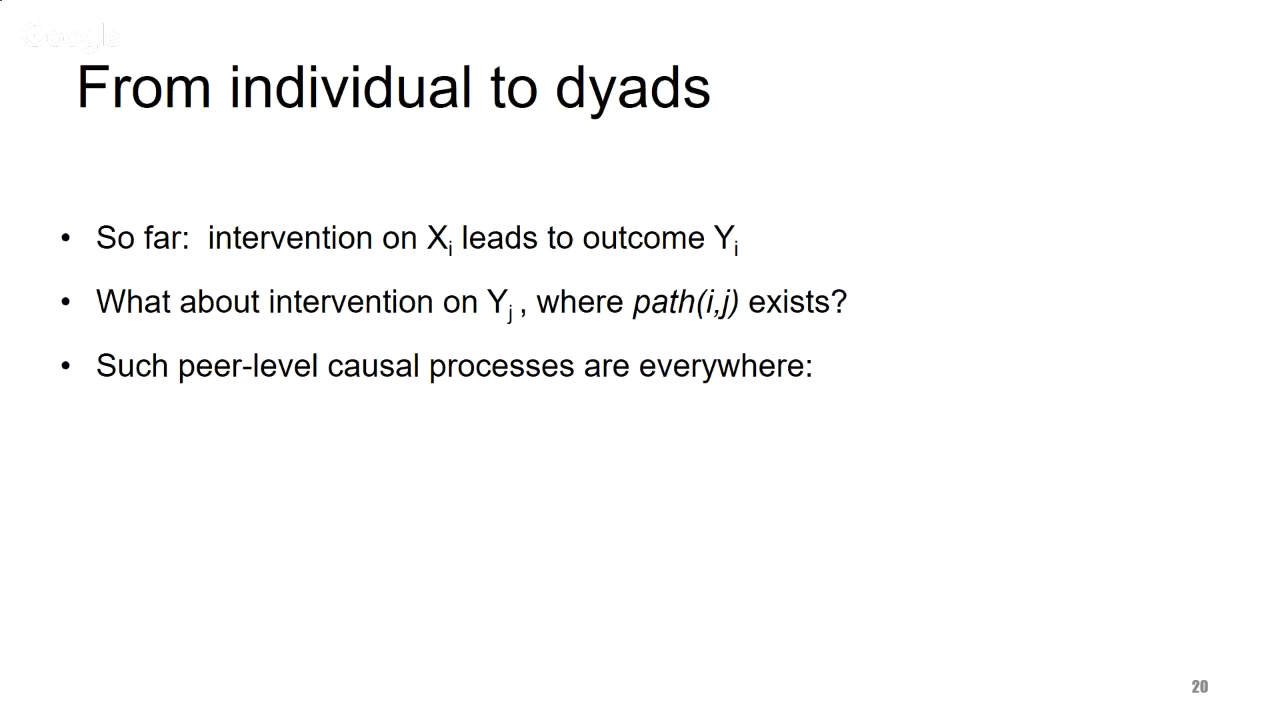 Google
From individual to dyads
• So far: intervention on Xi leads to outcome Yi
• What about intervention on Yj , where path(i,j) exists?
• Such peer-level causal processes are everywhere:
20